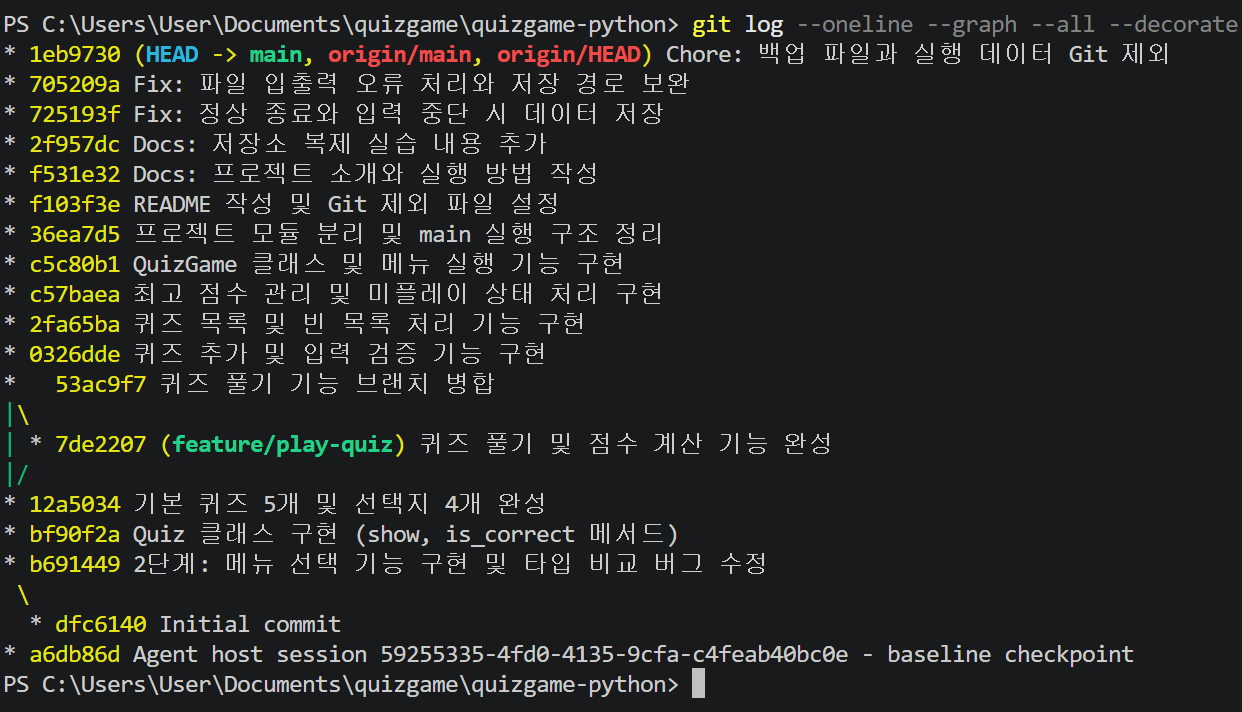 PS C:\Users\User\Documents\quizgame\quizgame-python> git log --oneline --graph --all --decorate
* 1eb9730 (HEAD -> main, origin/main, origin/HEAD) Chore: 백업 파일과 실행 데이터 Git 제외
* 705209a Fix: 파일 입출력 오류 처리와 저장 경로 보완
* 725193f Fix: 정상 종료와 입력 중단 시 데이터 저장
* 2f957dc Docs: 저장소 복제 실습 내용 추가
* f531e32 Docs: 프로젝트 소개와 실행 방법 작성
* f103f3e README 작성 및 Git 제외 파일 설정
* 36ea7d5 프로젝트 모듈 분리 및 main 실행 구조 정리
* c5c80b1 QuizGame 클래스 및 메뉴 실행 기능 구현
* c57baea 최고 점수 관리 및 미플레이 상태 처리 구현
* 2fa65ba 퀴즈 목록 및 빈 목록 처리 기능 구현
* 0326dde 퀴즈 추가 및 입력 검증 기능 구현
*   53ac9f7 퀴즈 풀기 기능 브랜치 병합
|\
| * 7de2207 (feature/play-quiz) 퀴즈 풀기 및 점수 계산 기능 완성
|/
* 12a5034 기본 퀴즈 5개 및 선택지 4개 완성
* bf90f2a Quiz 클래스 구현 (show, is_correct 메서드)
* b691449 2단계: 메뉴 선택 기능 구현 및 타입 비교 버그 수정
 \
  * dfc6140 Initial commit
* a6db86d Agent host session 59255335-4fd0-4135-9cfa-c4feab40bc0e - baseline checkpoint
PS C:\Users\User\Documents\quizgame\quizgame-python>